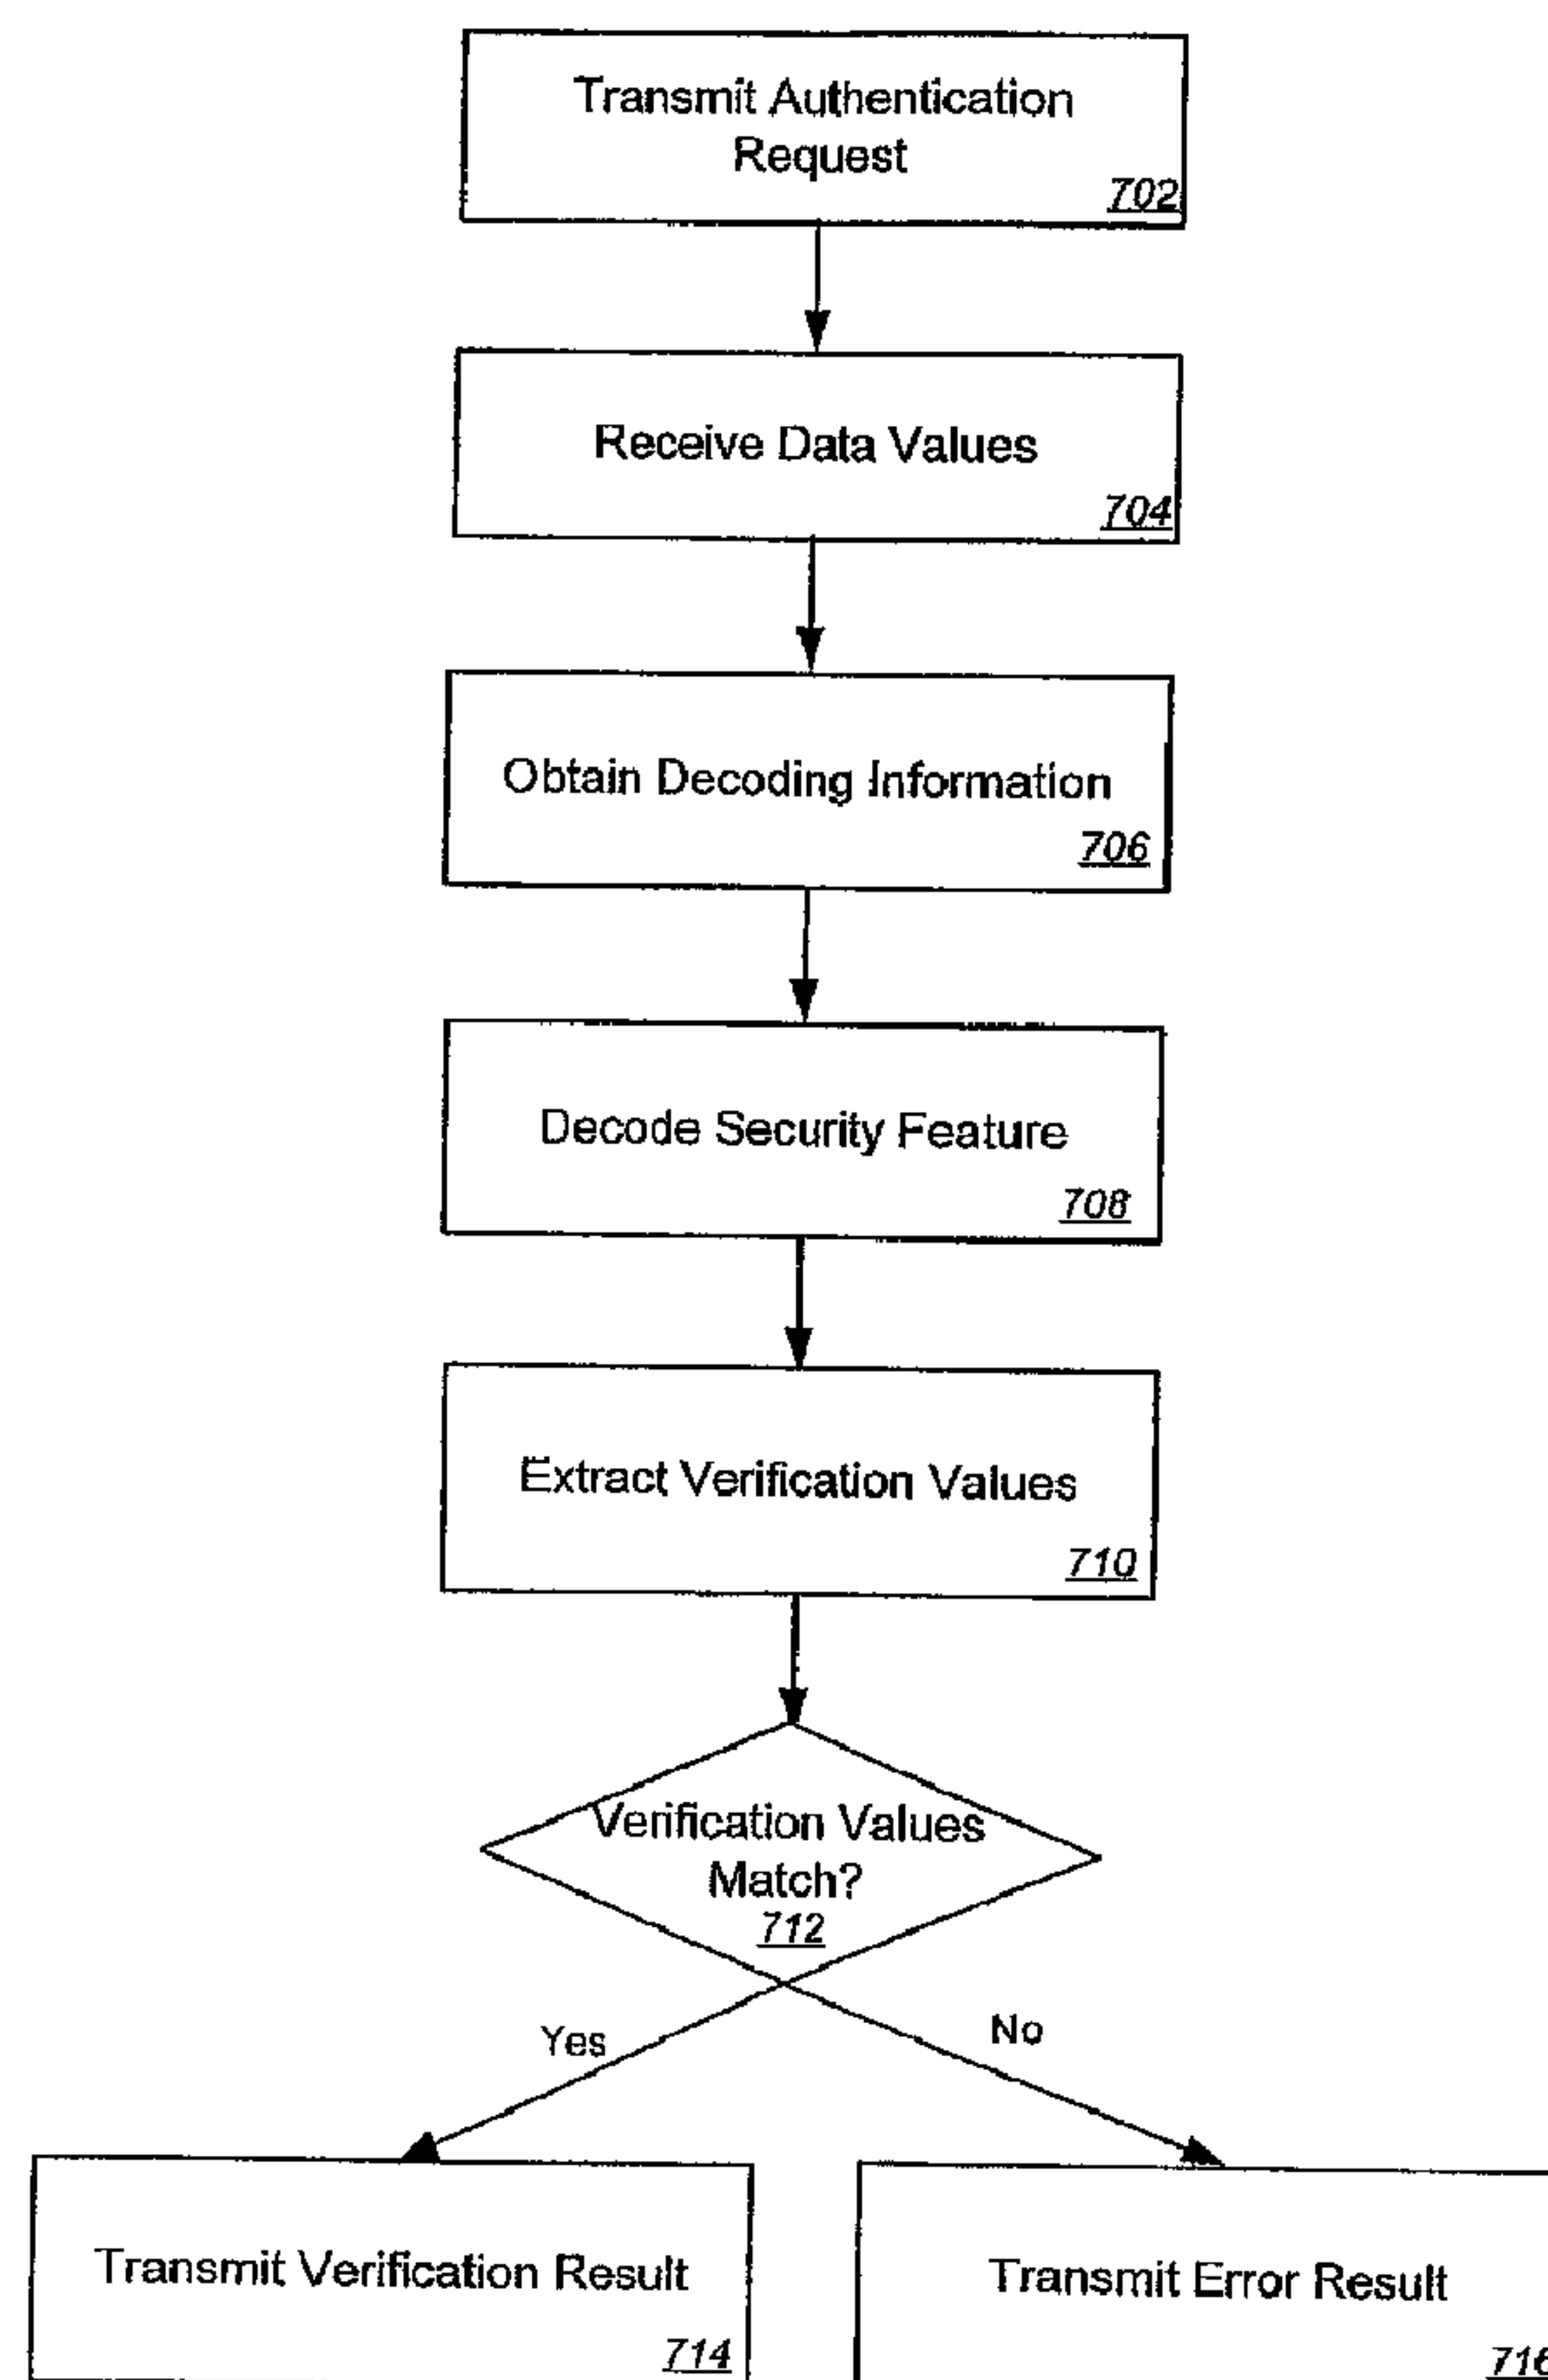 Transmit Authentication
Request
702
Receive Data Values
704
Obtain Decoding Information
706
Decode Security Feature
708
Extract Verification Values
710
Verification Values
Match?
712
Yes
No
Transmit Verification Result
714
Transmit Error Result
716